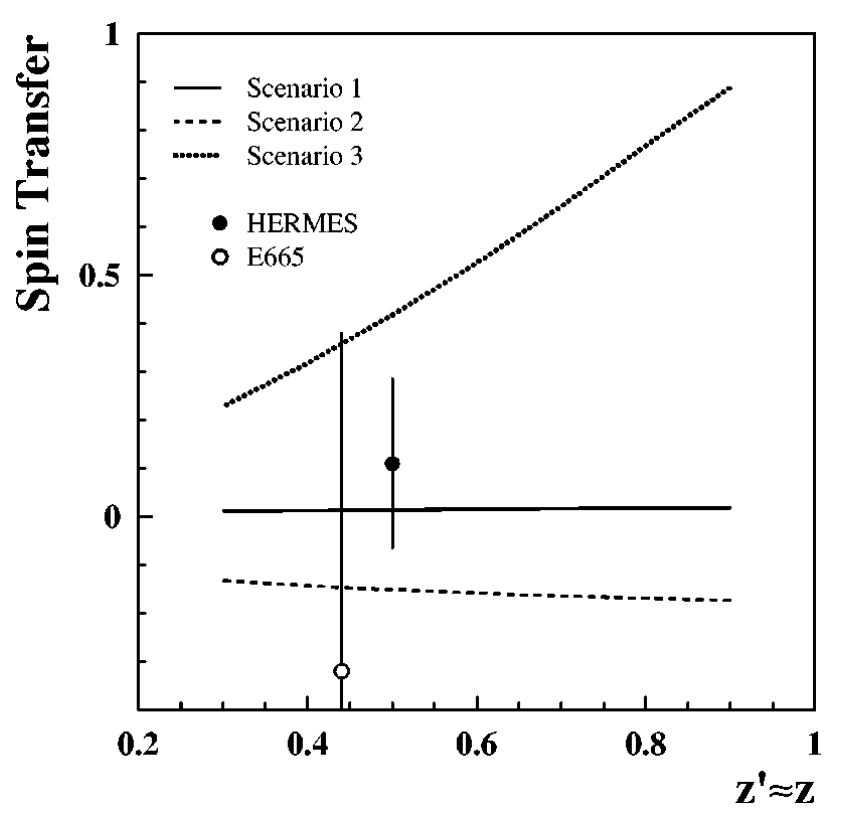 Spin Transfer
1
0.5
0
Scenario 1
Scenario 2
Scenario 3
HERMES
E665
0.2 0.4 0.6 0.8 1
z'≈z